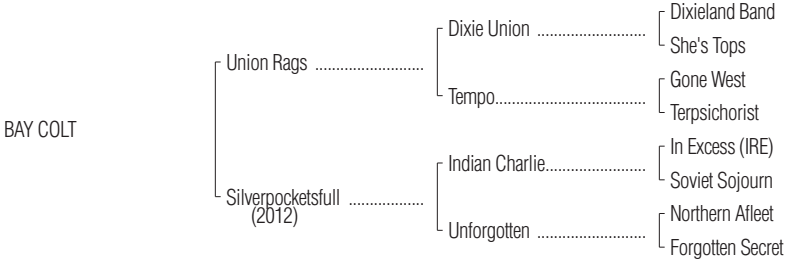 Dixieland Band
Dixie Union ..........................
She's Tops
Union Rags ..........................
Gone West
Tempo....................................
Terpsichorist
BAY COLT
In Excess (IRE)
Indian Charlie........................
Soviet Sojourn
Silverpocketsfull ..................
(2012)
Northern Afleet
Unforgotten ..........................
Forgotten Secret